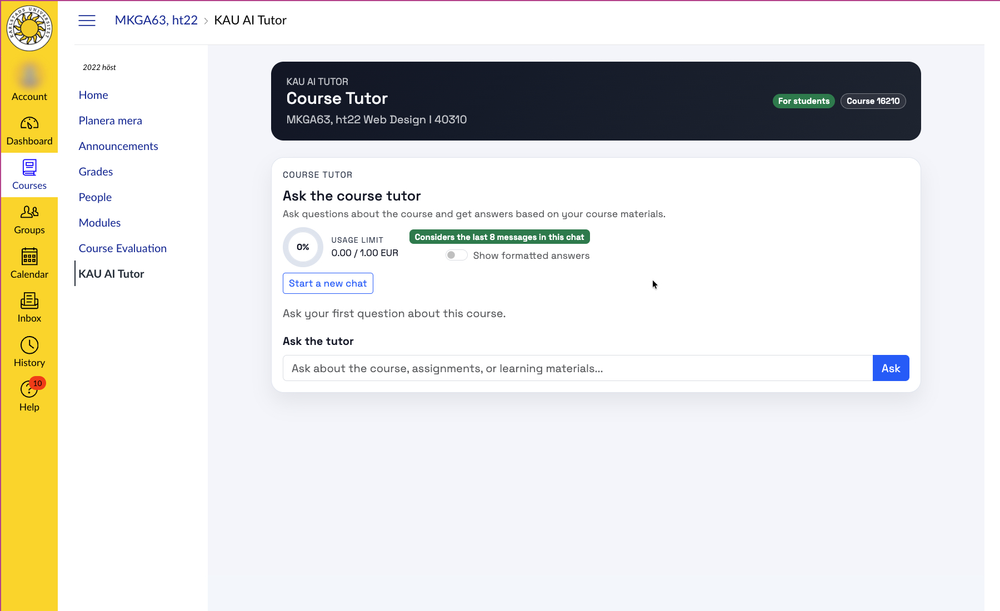 KARLSTADS UNIVERSITET
MKGA63, ht22 › KAU AI Tutor
Account
Dashboard
Courses
Groups
Calendar
Inbox
History
10
Help
2022 höst
Home
Planera mera
Announcements
Grades
People
Modules
Course Evaluation
KAU AI Tutor
KAU AI TUTOR
Course Tutor
MKGA63, ht22 Web Design I 40310
For students
Course 16210
COURSE TUTOR
Ask the course tutor
Ask questions about the course and get answers based on your course materials.
0%
USAGE LIMIT
0.00 / 1.00 EUR
Considers the last 8 messages in this chat
Show formatted answers
Start a new chat
Ask your first question about this course.
Ask the tutor
Ask about the course, assignments, or learning materials...
Ask